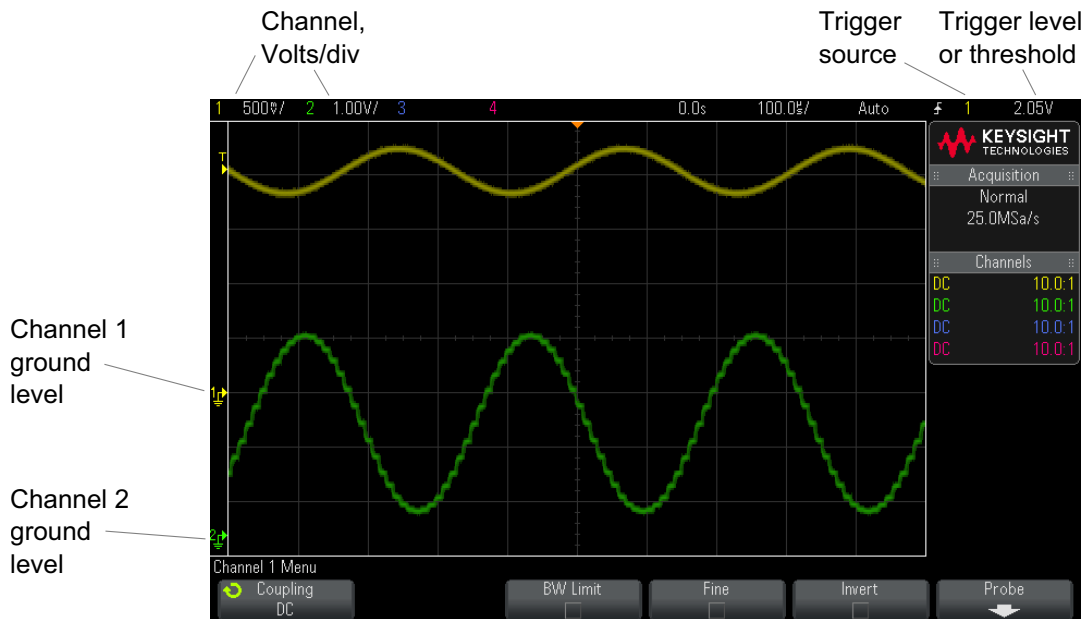 Channel,
Volts/div
Trigger
source
Trigger level
or threshold
1 500mV/ 2 1.00V/ 3 4 0.0s 100.0us/ Auto 1 2.05V
T
KEYSIGHT
TECHNOLOGIES
Acquisition
Normal
25.0MSa/s
Channels
DC 10.0:1
DC 10.0:1
DC 10.0:1
DC 10.0:1
Channel 1
ground
level
1
Channel 2
ground
level
2
Channel 1 Menu
Coupling
DC
BW Limit
Fine
Invert
Probe